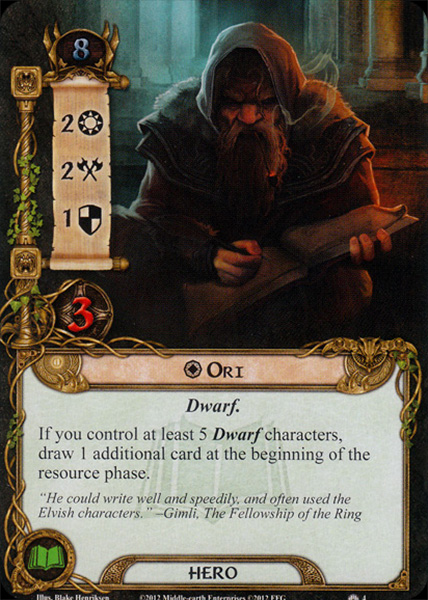 8
2
2
1
3
ORI
Dwarf.
If you control at least 5 Dwarf characters,
draw 1 additional card at the beginning of the
resource phase.
“He could write well and speedily, and often used the
Elvish characters.” –Gimli, The Fellowship of the Ring
HERO
Illus. Blake Henriksen ©2012 Middle-earth Enterprises ©2012 FFG 4